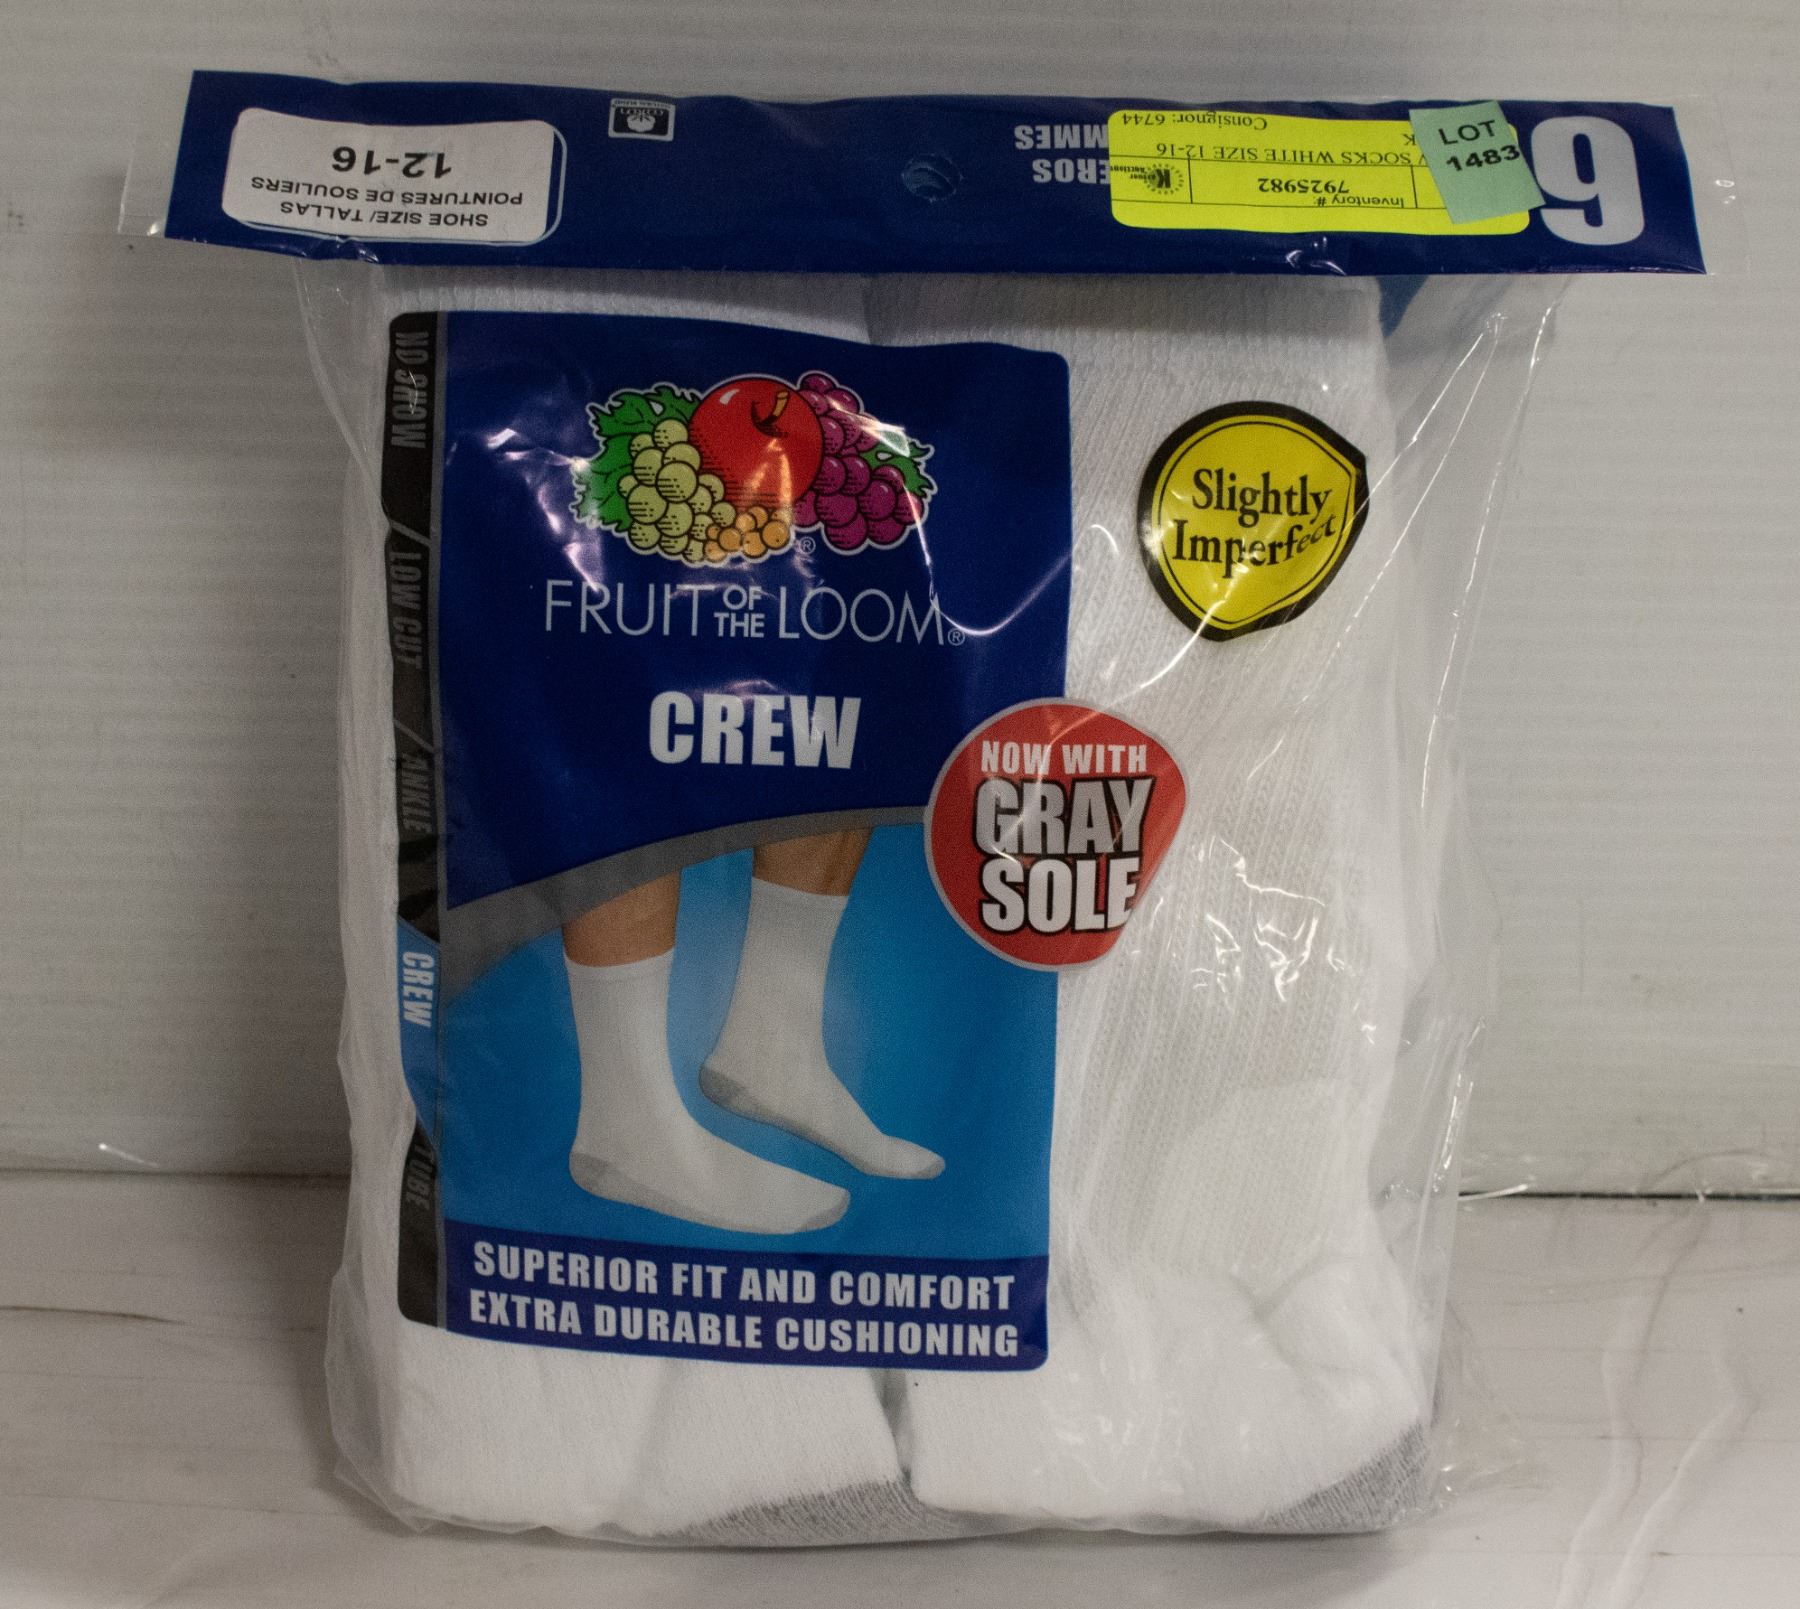 SHOE SIZE/ TALLAS
POINTURES DE SOULIERS
12-16
COTTON
6
Inventory #
7925982
SOCKS WHITE SIZE 12-16
Consignor: 6744
LOT
1483
NO SHOW / LOW CUT / ANKLE
CREW
TUBE
FRUIT OF THE LOOM®
CREW
Slightly
Imperfect
NOW WITH
GRAY
SOLE
SUPERIOR FIT AND COMFORT
EXTRA DURABLE CUSHIONING